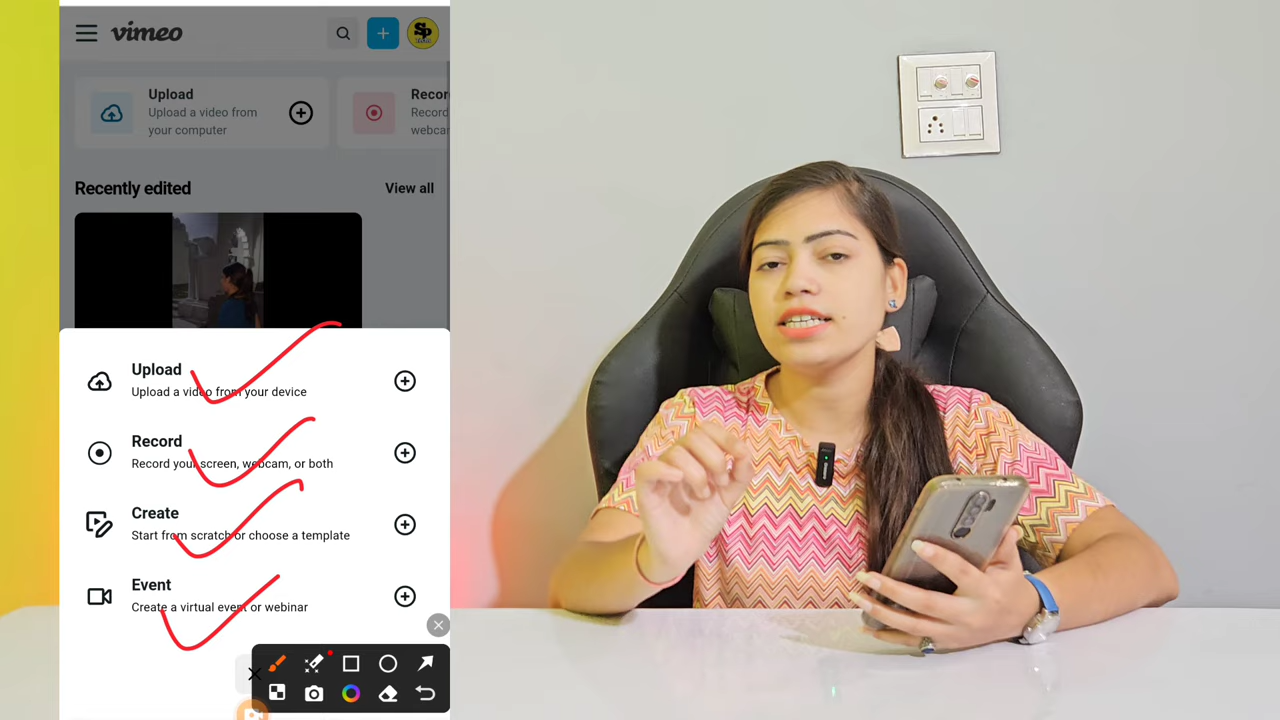 vimeo
SP
Upload
Upload a video from
your computer
Recor
Record
webca
Recently edited
View all
Upload
Upload a video from your device
Record
Record your screen, webcam, or both
Create
Start from scratch or choose a template
Event
Create a virtual event or webinar